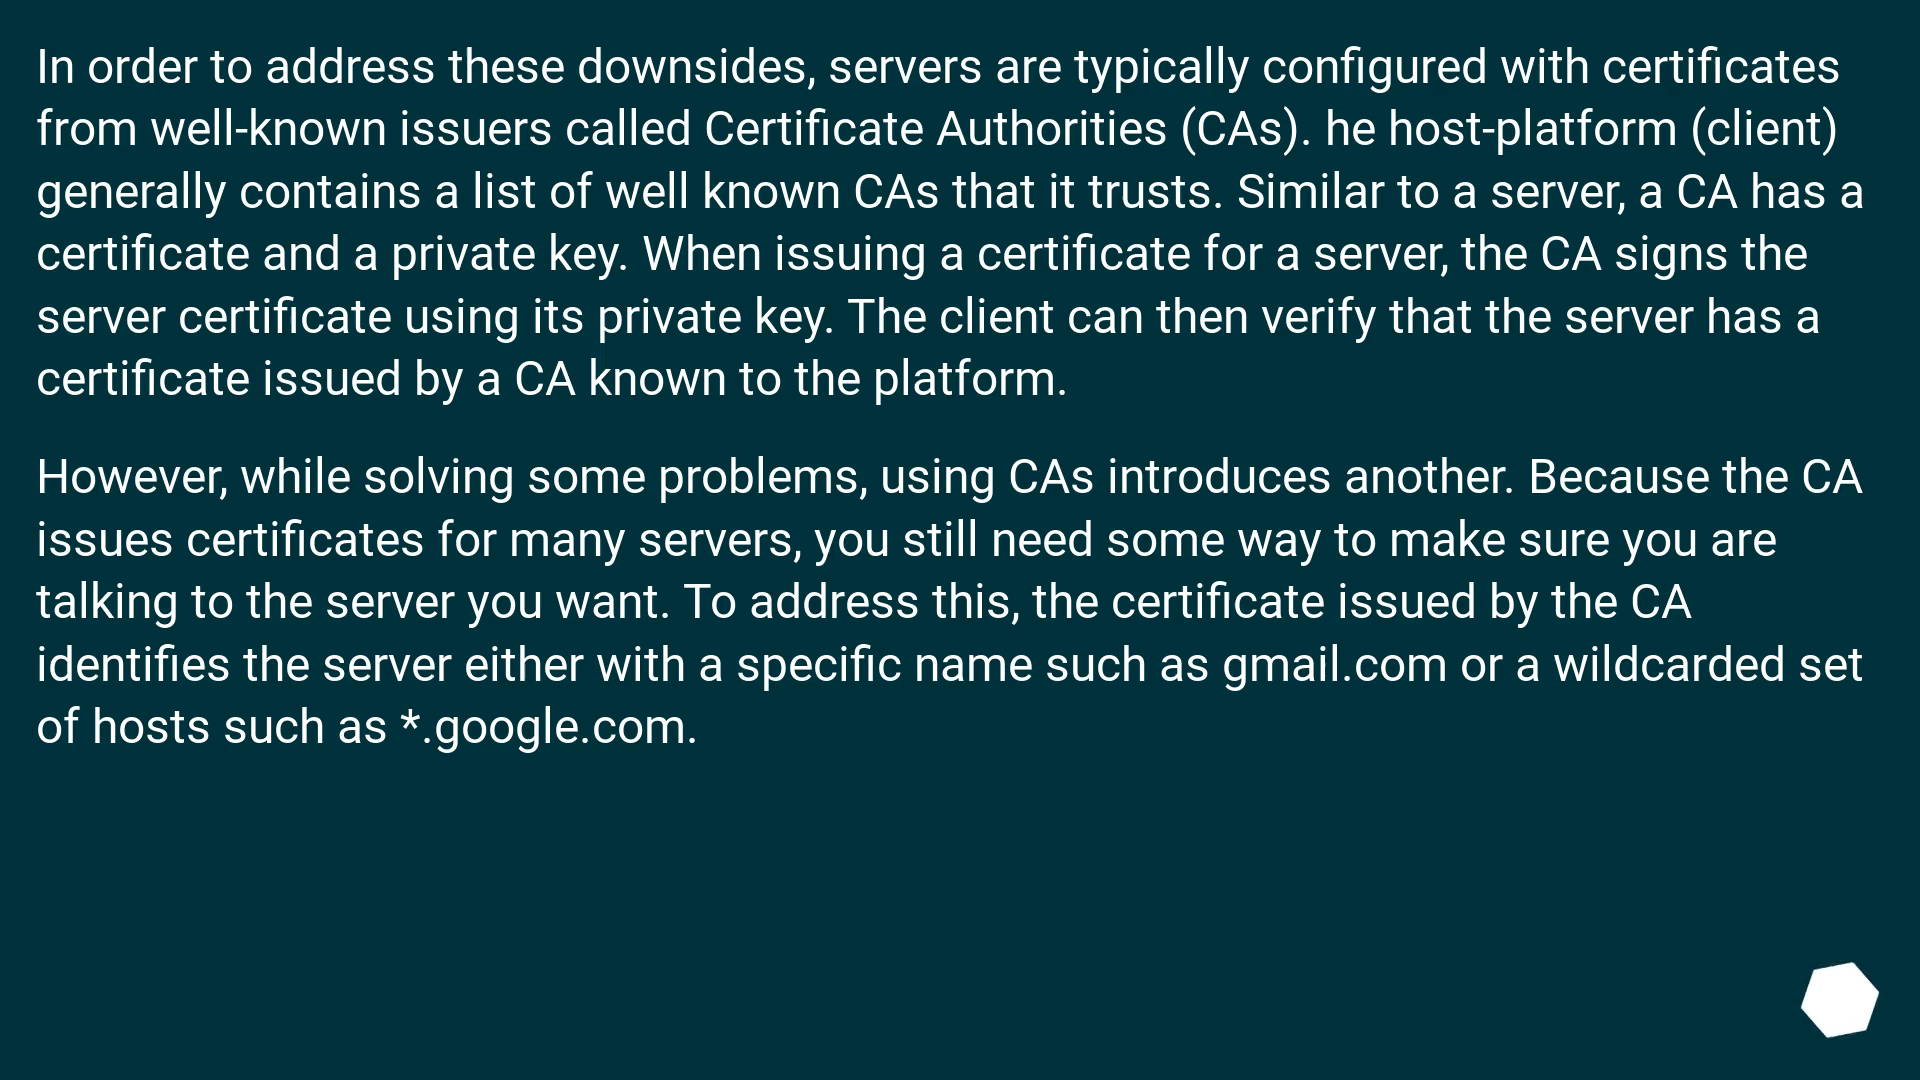 In order to address these downsides, servers are typically configured with certificates
from well-known issuers called Certificate Authorities (CAs). he host-platform (client)
generally contains a list of well known CAs that it trusts. Similar to a server, a CA has a
certificate and a private key. When issuing a certificate for a server, the CA signs the
server certificate using its private key. The client can then verify that the server has a
certificate issued by a CA known to the platform.
However, while solving some problems, using CAs introduces another. Because the CA
issues certificates for many servers, you still need some way to make sure you are
talking to the server you want. To address this, the certificate issued by the CA
identifies the server either with a specific name such as gmail.com or a wildcarded set
of hosts such as *.google.com.